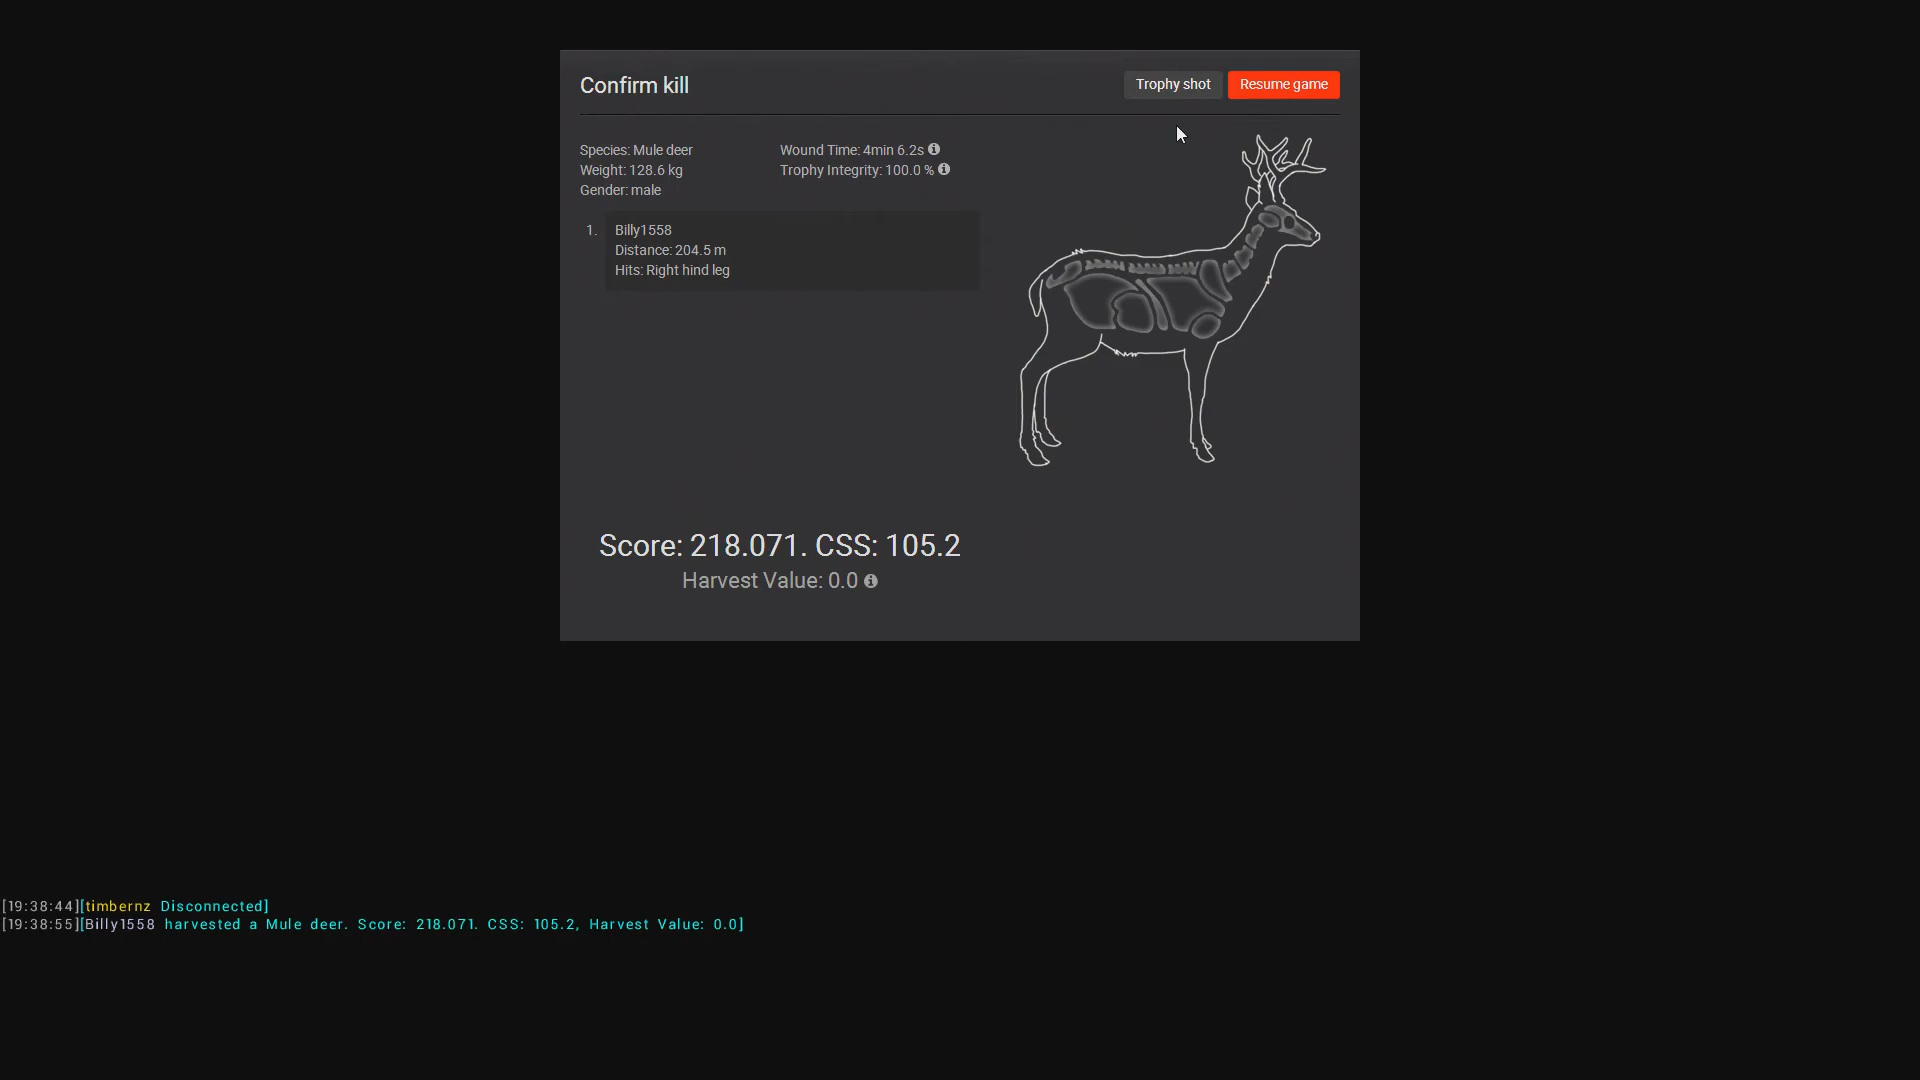 Confirm kill
Trophy shot
Resume game
Species: Mule deer
Weight: 128.6 kg
Gender: male
Wound Time: 4min 6.2s
Trophy Integrity: 100.0 %
1.
Billy1558
Distance: 204.5 m
Hits: Right hind leg
Score: 218.071. CSS: 105.2
Harvest Value: 0.0
[19:38:44][timbernz Disconnected]
[19:38:55][Billy1558 harvested a Mule deer. Score: 218.071. CSS: 105.2, Harvest Value: 0.0]